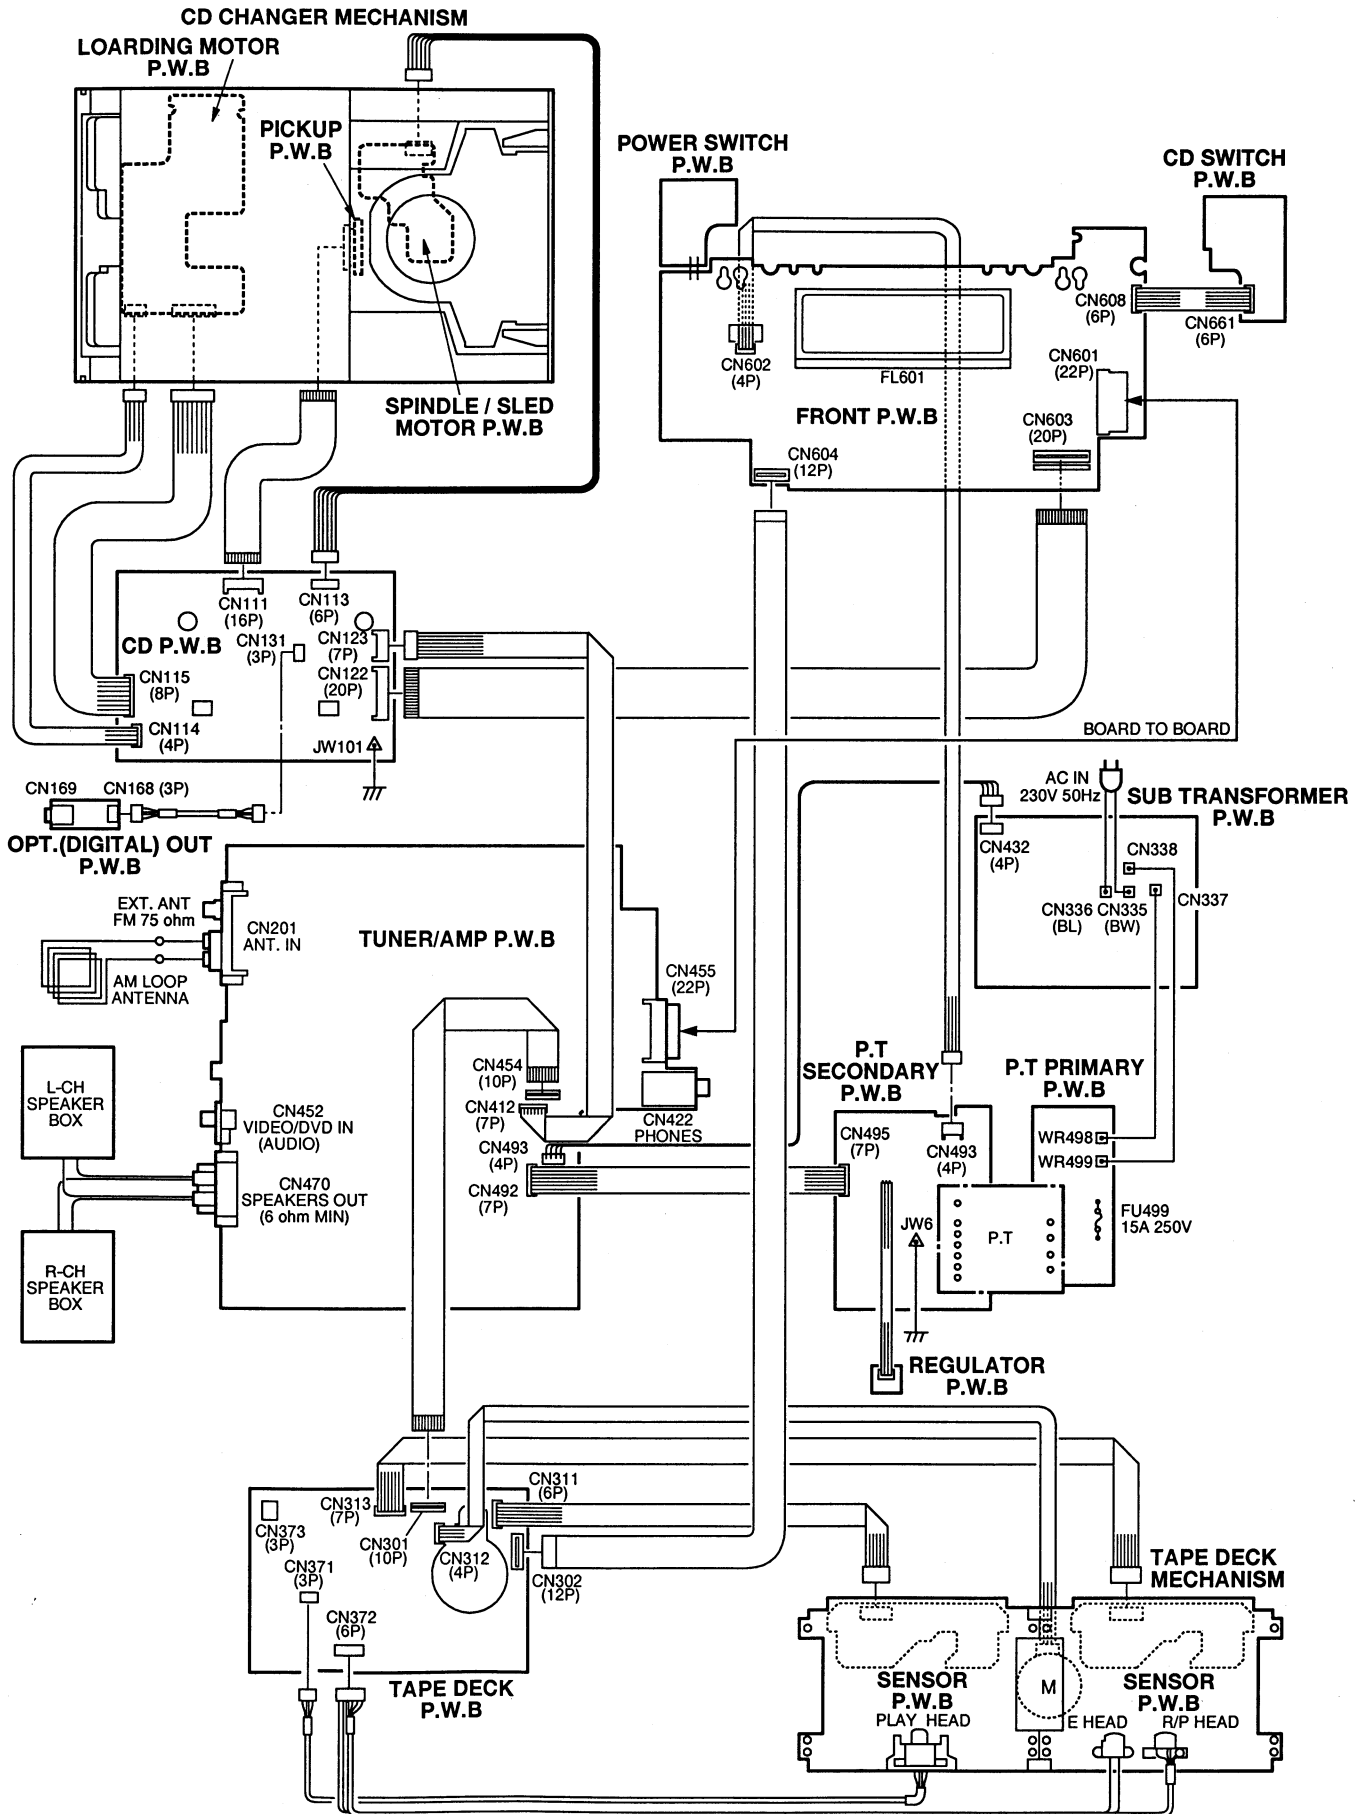 CD CHANGER MECHANISM
LOARDING MOTOR
P.W.B
PICKUP
P.W.B
SPINDLE / SLED
MOTOR P.W.B
POWER SWITCH
P.W.B
CD SWITCH
P.W.B
CN608
(6P)
CN661
(6P)
CN602
(4P)
FL601
CN601
(22P)
FRONT P.W.B
CN603
(20P)
CN604
(12P)
CN111
(16P)
CN113
(6P)
CD P.W.B
CN131
(3P)
CN123
(7P)
CN122
(20P)
CN115
(8P)
CN114
(4P)
JW101
BOARD TO BOARD
CN169
CN168 (3P)
OPT.(DIGITAL) OUT
P.W.B
AC IN
230V 50Hz
SUB TRANSFORMER
P.W.B
CN432
(4P)
CN338
CN337
CN336
(BL)
CN335
(BW)
EXT. ANT
FM 75 ohm
CN201
ANT. IN
AM LOOP
ANTENNA
TUNER/AMP P.W.B
CN455
(22P)
CN454
(10P)
CN412
(7P)
CN422
PHONES
CN493
(4P)
CN492
(7P)
L-CH
SPEAKER
BOX
CN452
VIDEO/DVD IN
(AUDIO)
CN470
SPEAKERS OUT
(6 ohm MIN)
R-CH
SPEAKER
BOX
P.T
SECONDARY
P.W.B
P.T PRIMARY
P.W.B
CN495
(7P)
CN493
(4P)
WR498
WR499
JW6
P.T
FU499
15A 250V
REGULATOR
P.W.B
CN311
(6P)
CN313
(7P)
CN373
(3P)
CN301
(10P)
CN312
(4P)
CN302
(12P)
CN371
(3P)
CN372
(6P)
TAPE DECK
P.W.B
TAPE DECK
MECHANISM
SENSOR
P.W.B
M
SENSOR
P.W.B
PLAY HEAD
E HEAD
R/P HEAD